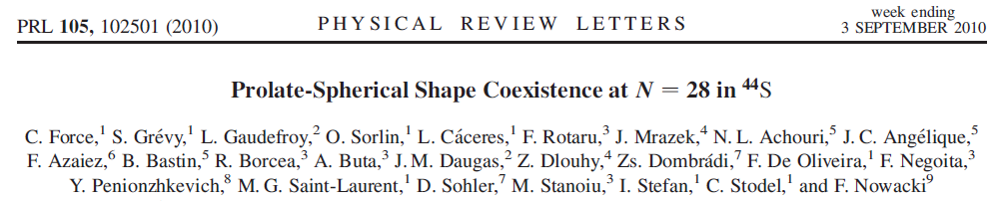 PRL 105, 102501 (2010)
PHYSICAL REVIEW LETTERS
week ending
3 SEPTEMBER 2010
Prolate-Spherical Shape Coexistence at N = 28 in ⁴⁴S
C. Force,¹ S. Grévy,¹ L. Gaudefroy,² O. Sorlin,¹ L. Cáceres,¹ F. Rotaru,³ J. Mrazek,⁴ N. L. Achouri,⁵ J. C. Angélique,⁵
F. Azaiez,⁶ B. Bastin,⁵ R. Borcea,³ A. Buta,³ J. M. Daugas,² Z. Dlouhy,⁴ Zs. Dombrádi,⁷ F. De Oliveira,¹ F. Negoita,³
Y. Penionzhkevich,⁸ M. G. Saint-Laurent,¹ D. Sohler,⁷ M. Stanoiu,³ I. Stefan,¹ C. Stodel,¹ and F. Nowacki⁹